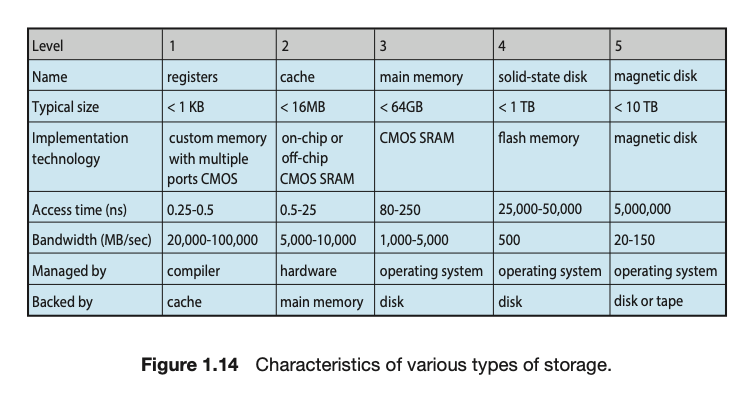 Level 1 2 3 4 5
Name registers cache main memory solid-state disk magnetic disk
Typical size < 1 KB < 16MB < 64GB < 1 TB < 10 TB
Implementation technology custom memory with multiple ports CMOS on-chip or off-chip CMOS SRAM CMOS SRAM flash memory magnetic disk
Access time (ns) 0.25-0.5 0.5-25 80-250 25,000-50,000 5,000,000
Bandwidth (MB/sec) 20,000-100,000 5,000-10,000 1,000-5,000 500 20-150
Managed by compiler hardware operating system operating system operating system
Backed by cache main memory disk disk disk or tape
Figure 1.14 Characteristics of various types of storage.